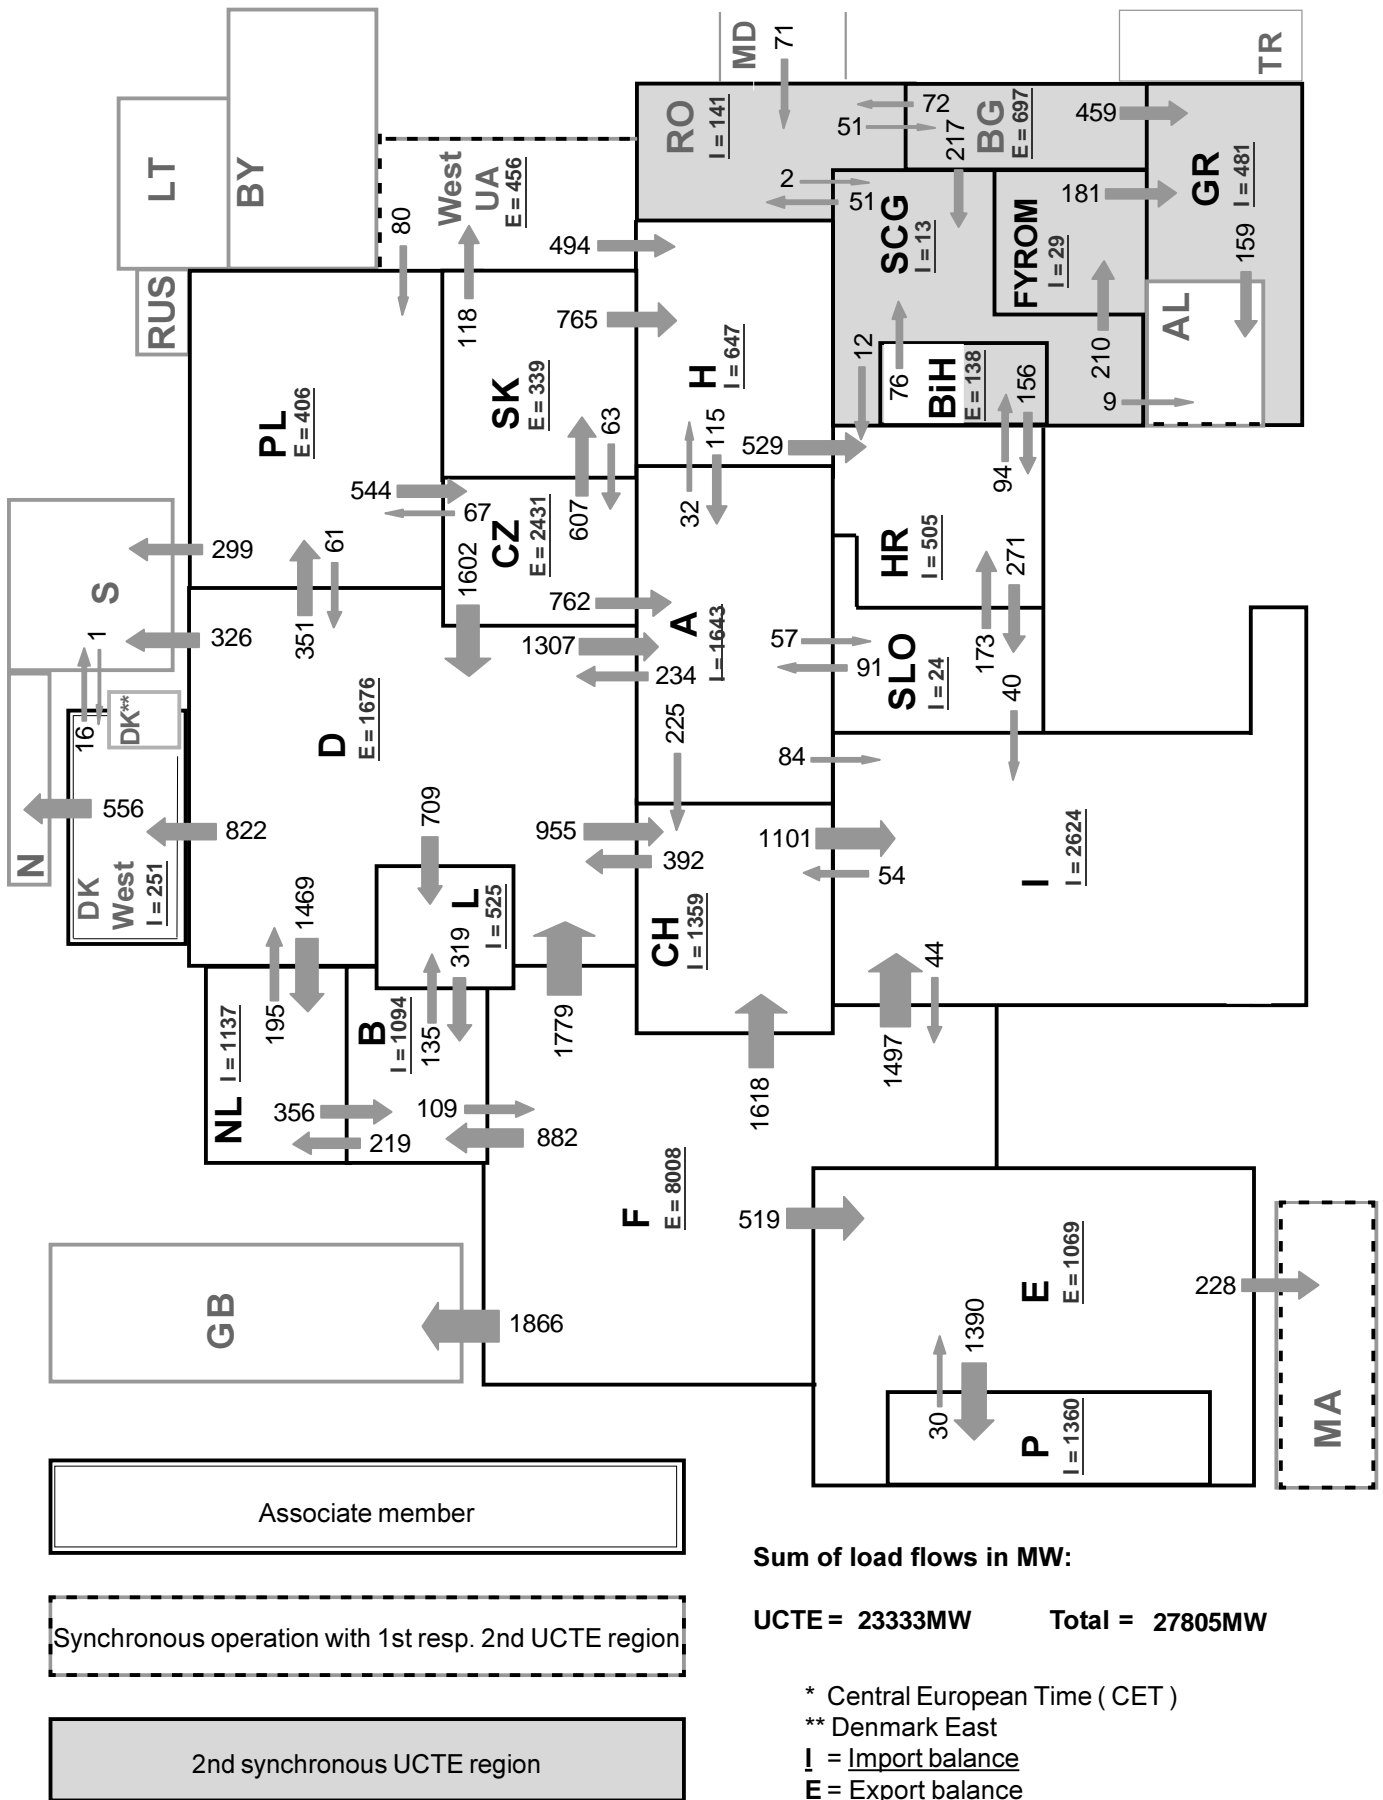 MD
71
TR
LT
BY
RO
I = 141
72
51
BG
E = 697
217
459
GR
I = 481
West
UA
E = 456
80
2
51
181
SCG
I = 13
FYROM
I = 29
159
494
RUS
118
765
AL
12
76
BiH
E = 138
156
210
9
PL
E = 406
SK
E = 339
H
I = 647
63
115
529
94
544
67
607
32
CZ
E = 2431
HR
I = 505
S
299
61
1602
271
1
326
351
762
A
I = 1643
57
91
SLO
I = 24
173
40
1307
234
16
DK**
D
E = 1676
225
84
N
556
822
709
955
392
1101
54
I
I = 2624
DK
West
I = 251
1469
L
I = 525
319
CH
I = 1359
44
195
I = 1137
NL
B
I = 1094
135
1779
1618
1497
356
219
109
882
F
E = 8008
519
E
E = 1069
228
GB
1866
1390
30
P
I = 1360
MA
Associate member
Synchronous operation with 1st resp. 2nd UCTE region
2nd synchronous UCTE region
Sum of load flows in MW:
UCTE = 23333MW Total = 27805MW
* Central European Time ( CET )
** Denmark East
I = Import balance
E = Export balance